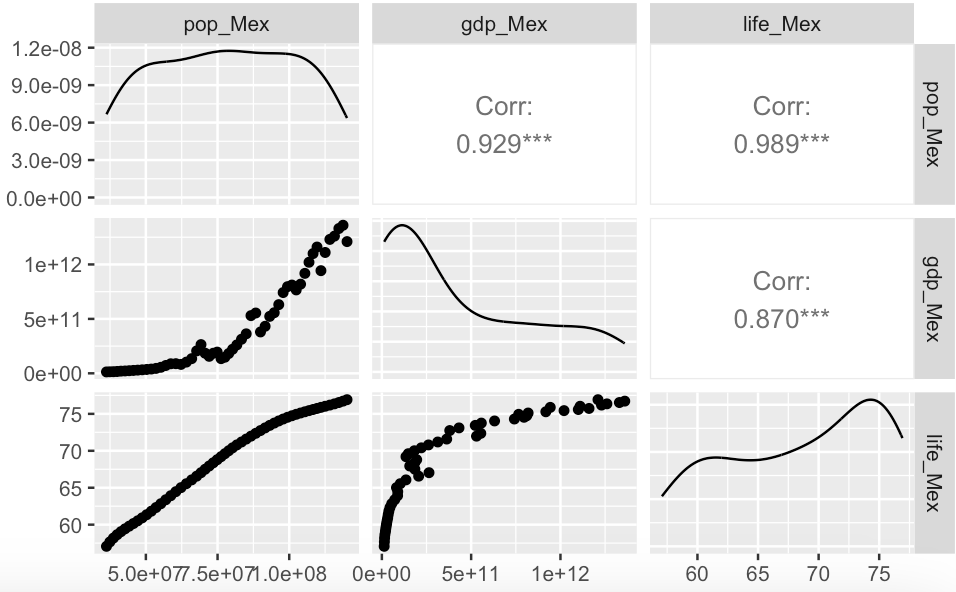 pop_Mex gdp_Mex life_Mex
1.2e-08
9.0e-09
6.0e-09
3.0e-09
0.0e+00
Corr:
0.929***
Corr:
0.989***
pop_Mex
1e+12
5e+11
0e+00
Corr:
0.870***
gdp_Mex
75
70
65
60
life_Mex
5.0e+07 7.5e+07 1.0e+08 0e+00 5e+11 1e+12 60 65 70 75